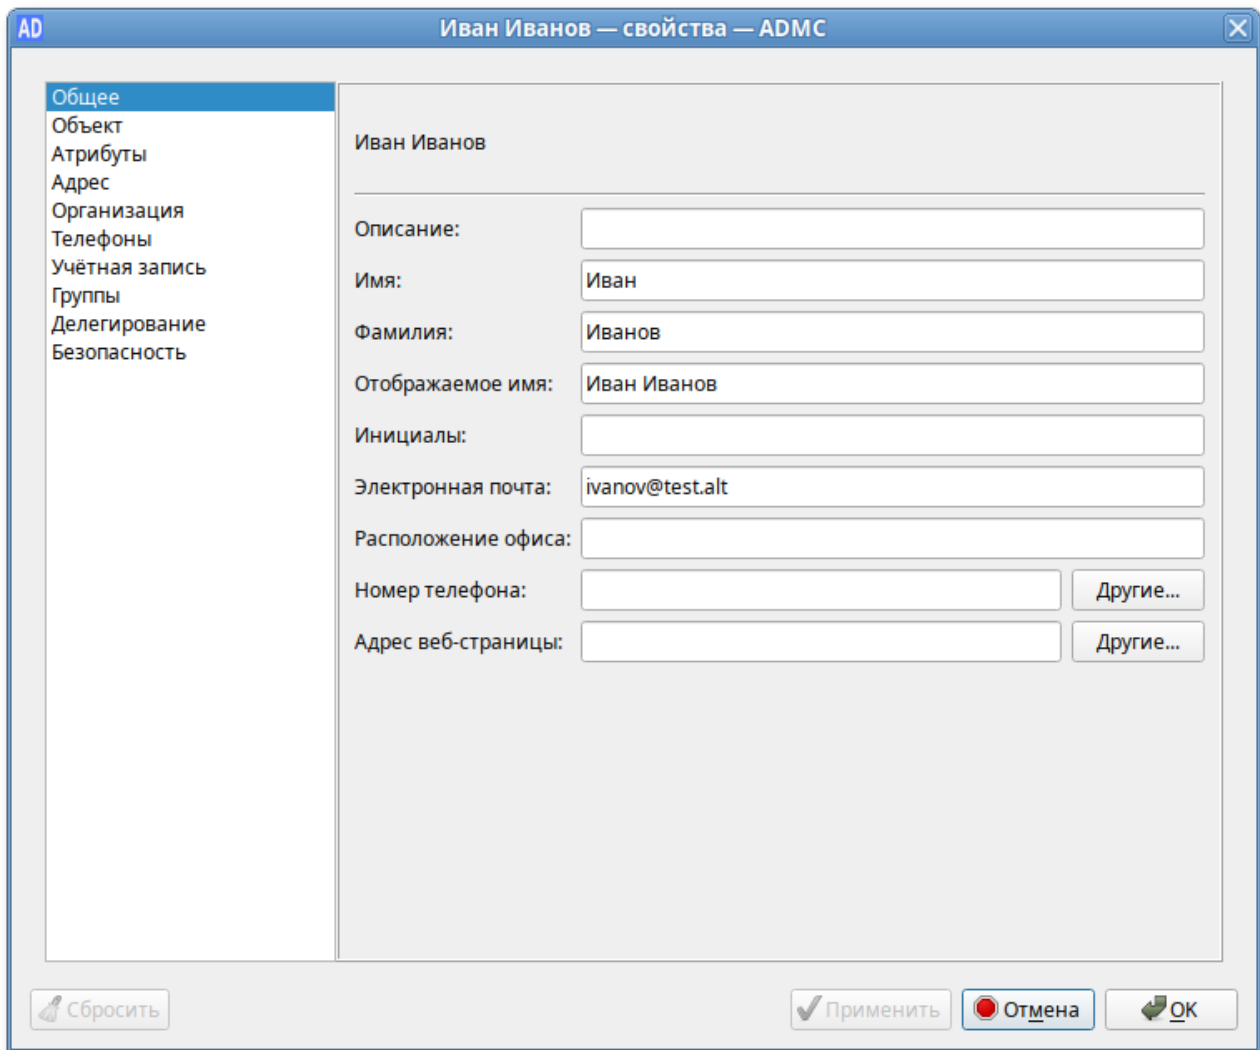 AD
Иван Иванов — свойства — ADMC
Общее
Объект
Атрибуты
Адрес
Организация
Телефоны
Учётная запись
Группы
Делегирование
Безопасность
Иван Иванов
Описание:
Имя: Иван
Фамилия: Иванов
Отображаемое имя: Иван Иванов
Инициалы:
Электронная почта: ivanov@test.alt
Расположение офиса:
Номер телефона: Другие...
Адрес веб-страницы: Другие...
Сбросить Применить Отмена OK